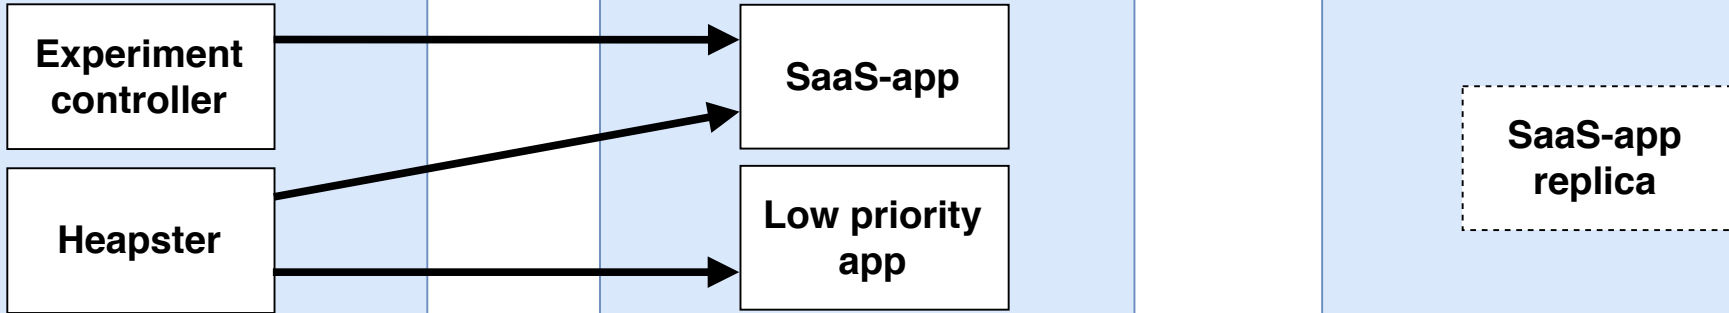 Experiment
controller
Heapster
SaaS-app
Low priority
app
SaaS-app
replica